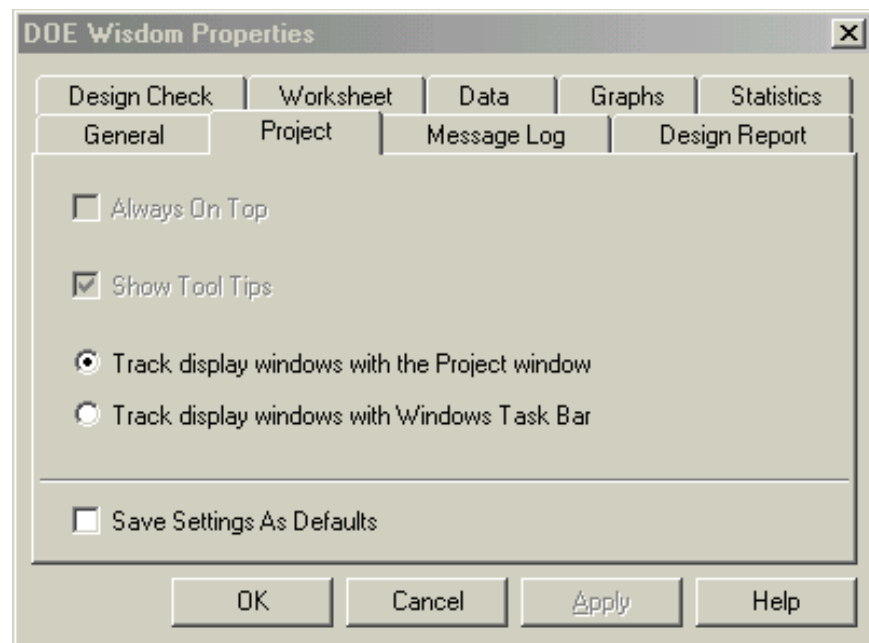 DOE Wisdom Properties
Design Check Worksheet Data Graphs Statistics
General Project Message Log Design Report
Always On Top
Show Tool Tips
Track display windows with the Project window
Track display windows with Windows Task Bar
Save Settings As Defaults
OK Cancel Apply Help